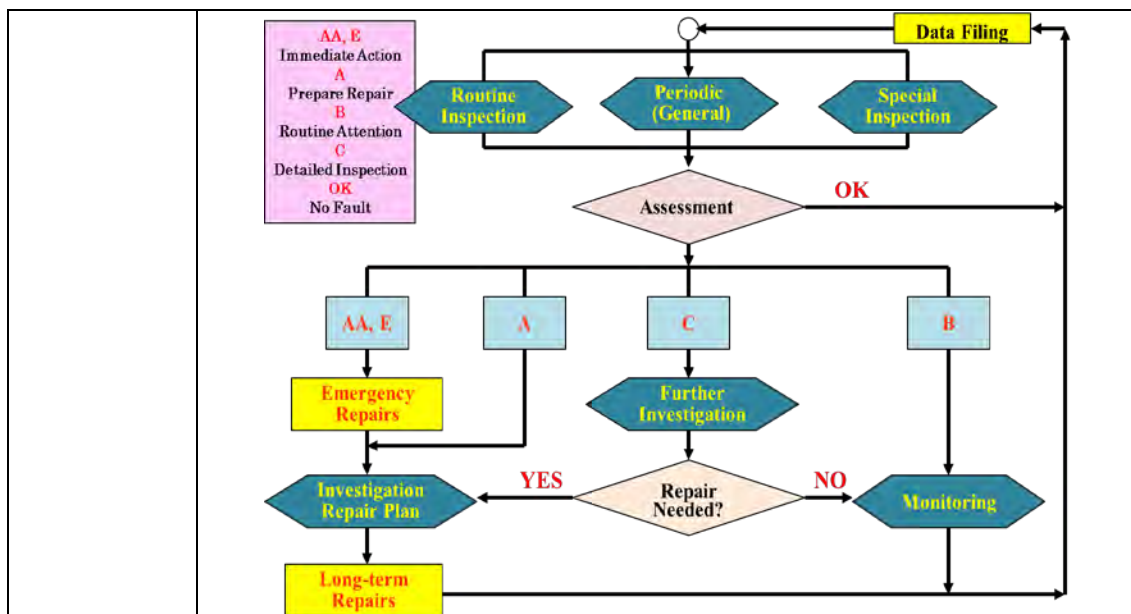 AA, E
Immediate Action
A
Prepare Repair
B
Routine Attention
C
Detailed Inspection
OK
No Fault
Data Filing
Routine
Inspection
Periodic
(General)
Special
Inspection
Assessment
OK
AA, E
A
C
B
Emergency
Repairs
Further
Investigation
YES
NO
Investigation
Repair Plan
Repair
Needed?
Monitoring
Long-term
Repairs